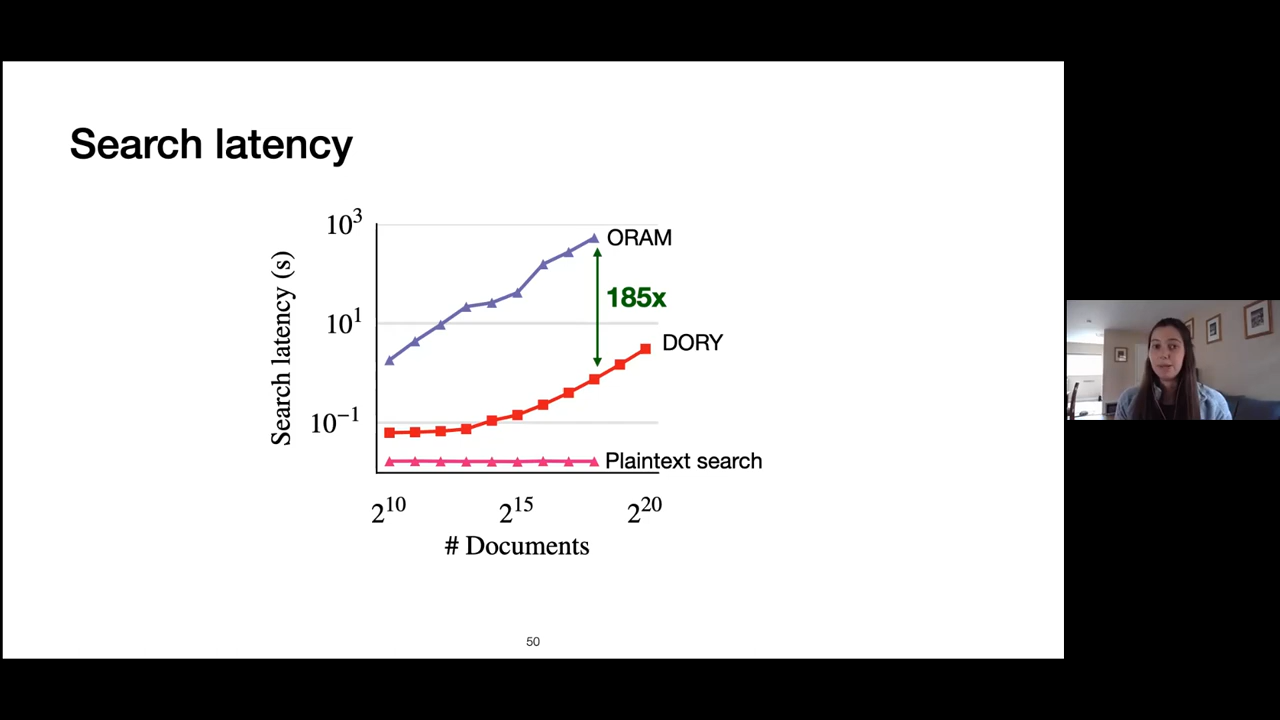 Search latency
10³
ORAM
185x
10¹
DORY
10⁻¹
Search latency (s)
Plaintext search
2¹⁰ 2¹⁵ 2²⁰
# Documents
50